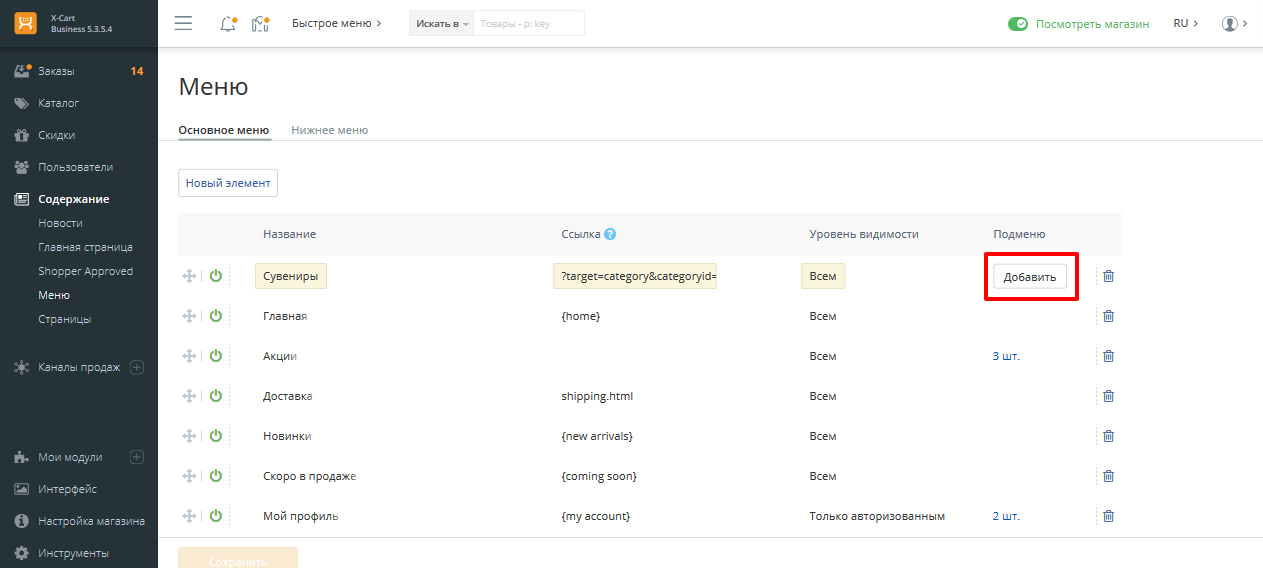 X-Cart
Business 5.3.5.4
Быстрое меню
Искать в
Товары - р: key
Посмотреть магазин
RU
Заказы 14
Каталог
Скидки
Пользователи
Содержание
Новости
Главная страница
Shopper Approved
Меню
Страницы
Каналы продаж
Мои модули
Интерфейс
Настройка магазина
Инструменты
Меню
Основное меню Нижнее меню
Новый элемент
Название Ссылка ? Уровень видимости Подменю
Сувениры ?target=category&categoryid= Всем Добавить
Главная {home} Всем
Акции Всем 3 шт.
Доставка shipping.html Всем
Новинки {new arrivals} Всем
Скоро в продаже {coming soon} Всем
Мой профиль {my account} Только авторизованным 2 шт.
Сохранить